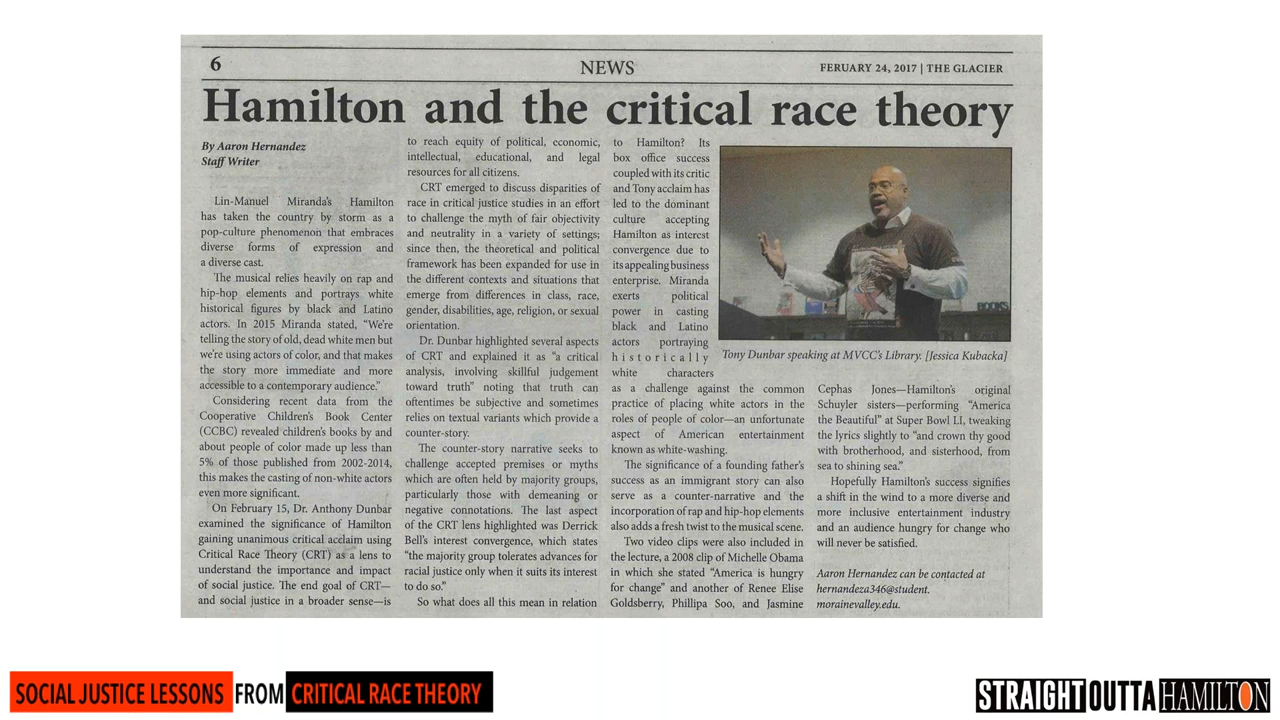 6
NEWS
FERUARY 24, 2017 | THE GLACIER
Hamilton and the critical race theory
By Aaron Hernandez
Staff Writer
Lin-Manuel Miranda's Hamilton
has taken the country by storm as a
pop-culture phenomenon that embraces
diverse forms of expression and
a diverse cast.
The musical relies heavily on rap and
hip-hop elements and portrays white
historical figures by black and Latino
actors. In 2015 Miranda stated, “We're
telling the story of old, dead white men but
we're using actors of color, and that makes
the story more immediate and more
accessible to a contemporary audience.”
Considering recent data from the
Cooperative Children's Book Center
(CCBC) revealed children's books by and
about people of color made up less than
5% of those published from 2002-2014,
this makes the casting of non-white actors
even more significant.
On February 15, Dr. Anthony Dunbar
examined the significance of Hamilton
gaining unanimous critical acclaim using
Critical Race Theory (CRT) as a lens to
understand the importance and impact
of social justice. The end goal of CRT—
and social justice in a broader sense—is
to reach equity of political, economic,
intellectual, educational, and legal
resources for all citizens.
CRT emerged to discuss disparities of
race in critical justice studies in an effort
to challenge the myth of fair objectivity
and neutrality in a variety of settings;
since then, the theoretical and political
framework has been expanded for use in
the different contexts and situations that
emerge from differences in class, race,
gender, disabilities, age, religion, or sexual
orientation.
Dr. Dunbar highlighted several aspects
of CRT and explained it as “a critical
analysis, involving skillful judgement
toward truth” noting that truth can
oftentimes be subjective and sometimes
relies on textual variants which provide a
counter-story.
The counter-story narrative seeks to
challenge accepted premises or myths
which are often held by majority groups,
particularly those with demeaning or
negative connotations. The last aspect
of the CRT lens highlighted was Derrick
Bell's interest convergence, which states
“the majority group tolerates advances for
racial justice only when it suits its interest
to do so.”
So what does all this mean in relation
to Hamilton? Its
box office success
coupled with its critic
and Tony acclaim has
led to the dominant
culture accepting
Hamilton as interest
convergence due to
its appealing business
enterprise. Miranda
exerts political
power in casting
black and Latino
actors portraying
historically
white characters
as a challenge against the common
practice of placing white actors in the
roles of people of color—an unfortunate
aspect of American entertainment
known as white-washing.
The significance of a founding father's
success as an immigrant story can also
serve as a counter-narrative and the
incorporation of rap and hip-hop elements
also adds a fresh twist to the musical scene.
Two video clips were also included in
the lecture, a 2008 clip of Michelle Obama
in which she stated “America is hungry
for change” and another of Renee Elise
Goldsberry, Phillipa Soo, and Jasmine
BOOKS
Tony Dunbar speaking at MVCC's Library. [Jessica Kubacka]
Cephas Jones—Hamilton's original
Schuyler sisters—performing “America
the Beautiful” at Super Bowl LI, tweaking
the lyrics slightly to “and crown thy good
with brotherhood, and sisterhood, from
sea to shining sea.”
Hopefully Hamilton's success signifies
a shift in the wind to a more diverse and
more inclusive entertainment industry
and an audience hungry for change who
will never be satisfied.
Aaron Hernandez can be contacted at
hernandeza346@student.
morainevalley.edu.
SOCIAL JUSTICE LESSONS FROM CRITICAL RACE THEORY
STRAIGHT OUTTA HAMILTON